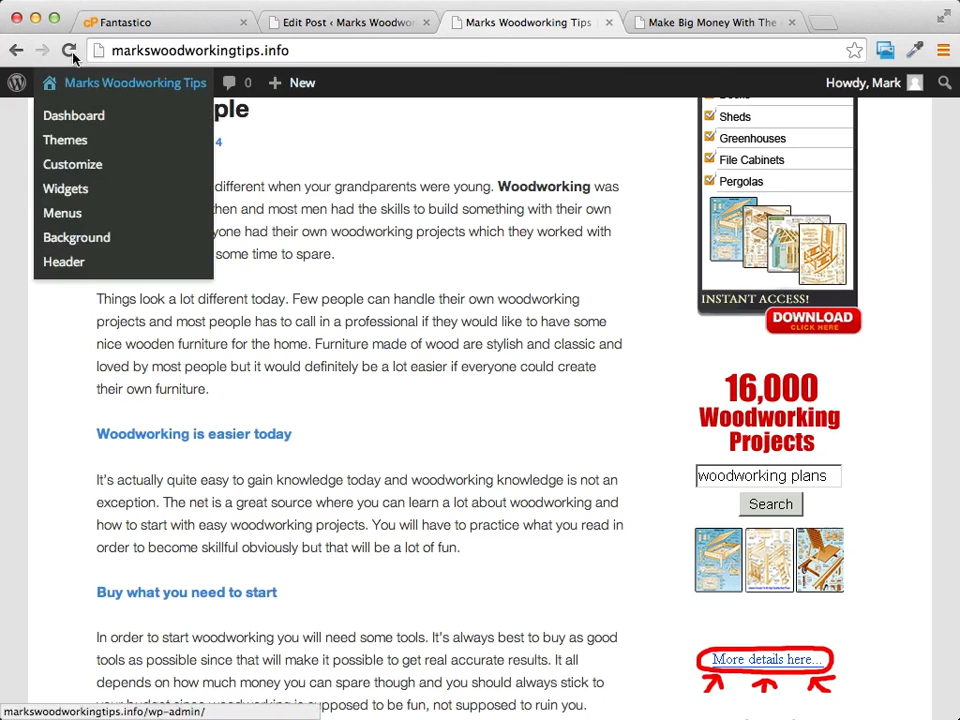 Fantastico
Edit Post ‹ Marks Woodwo
Marks Woodworking Tips
Make Big Money With The
markswoodworkingtips.info
Marks Woodworking Tips
0
New
Howdy, Mark
Dashboard
Themes
Customize
Widgets
Menus
Background
Header
ple
4
different when your grandparents were young. Woodworking was
hen and most men had the skills to build something with their own
yone had their own woodworking projects which they worked with
some time to spare.
Things look a lot different today. Few people can handle their own woodworking
projects and most people has to call in a professional if they would like to have some
nice wooden furniture for the home. Furniture made of wood are stylish and classic and
loved by most people but it would definitely be a lot easier if everyone could create
their own furniture.
Woodworking is easier today
It's actually quite easy to gain knowledge today and woodworking knowledge is not an
exception. The net is a great source where you can learn a lot about woodworking and
how to start with easy woodworking projects. You will have to practice what you read in
order to become skillful obviously but that will be a lot of fun.
Buy what you need to start
In order to start woodworking you will need some tools. It's always best to buy as good
tools as possible since that will make it possible to get real accurate results. It all
depends on how much money you can spare though and you should always stick to
supposed to be fun, not supposed to ruin you.
markswoodworkingtips.info/wp-admin/
Sheds
Greenhouses
File Cabinets
Pergolas
INSTANT ACCESS!
DOWNLOAD
CLICK HERE
16,000
Woodworking
Projects
woodworking plans
Search
More details here...